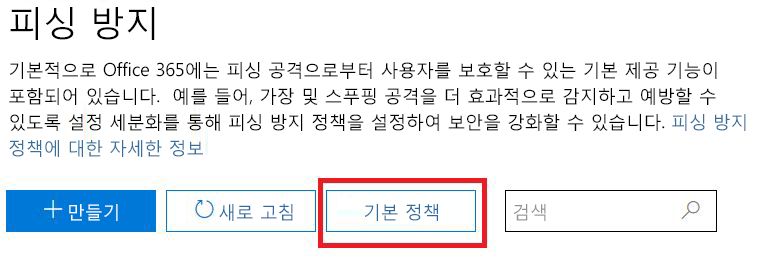 피싱 방지
기본적으로 Office 365에는 피싱 공격으로부터 사용자를 보호할 수 있는 기본 제공 기능이
포함되어 있습니다. 예를 들어, 가장 및 스푸핑 공격을 더 효과적으로 감지하고 예방할 수
있도록 설정 세분화를 통해 피싱 방지 정책을 설정하여 보안을 강화할 수 있습니다. 피싱 방지
정책에 대한 자세한 정보
만들기 새로 고침 기본 정책 검색